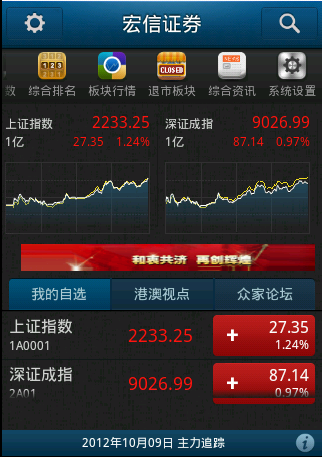 宏信证券
数 综合排名 板块行情 退市板块 综合资讯 系统设置
1 2 3
CLOSED
上证指数 2233.25 深证成指 9026.99
1亿 27.35 1.24% 1亿 87.14 0.97%
和衷共济 再创辉煌
我的自选 港澳视点 众家论坛
上证指数 2233.25 + 27.35
1A0001 1.24%
深证成指 9026.99 + 87.14
2A01 0.97%
2012年10月09日 主力追踪